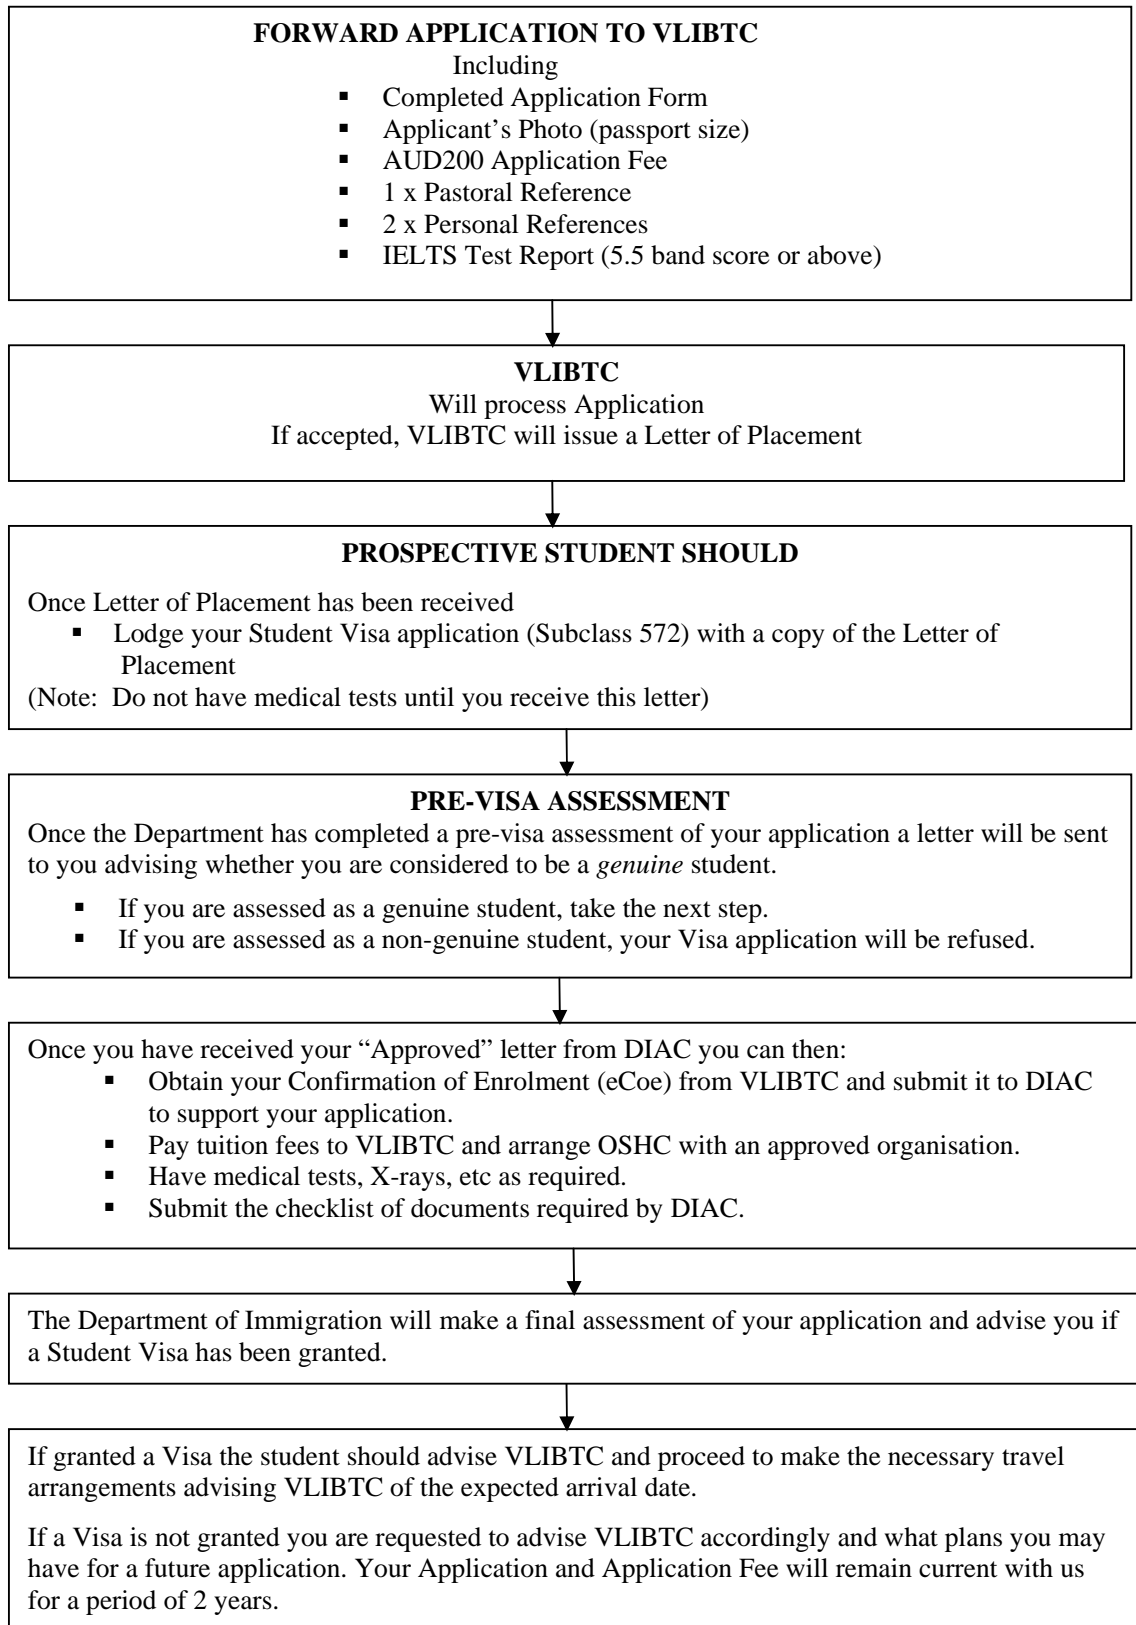 FORWARD APPLICATION TO VLIBTC
Including
▪ Completed Application Form
▪ Applicant’s Photo (passport size)
▪ AUD200 Application Fee
▪ 1 x Pastoral Reference
▪ 2 x Personal References
▪ IELTS Test Report (5.5 band score or above)
VLIBTC
Will process Application
If accepted, VLIBTC will issue a Letter of Placement
PROSPECTIVE STUDENT SHOULD
Once Letter of Placement has been received
▪ Lodge your Student Visa application (Subclass 572) with a copy of the Letter of
Placement
(Note: Do not have medical tests until you receive this letter)
PRE-VISA ASSESSMENT
Once the Department has completed a pre-visa assessment of your application a letter will be sent
to you advising whether you are considered to be a genuine student.
▪ If you are assessed as a genuine student, take the next step.
▪ If you are assessed as a non-genuine student, your Visa application will be refused.
Once you have received your “Approved” letter from DIAC you can then:
▪ Obtain your Confirmation of Enrolment (eCoe) from VLIBTC and submit it to DIAC
to support your application.
▪ Pay tuition fees to VLIBTC and arrange OSHC with an approved organisation.
▪ Have medical tests, X-rays, etc as required.
▪ Submit the checklist of documents required by DIAC.
The Department of Immigration will make a final assessment of your application and advise you if
a Student Visa has been granted.
If granted a Visa the student should advise VLIBTC and proceed to make the necessary travel
arrangements advising VLIBTC of the expected arrival date.
If a Visa is not granted you are requested to advise VLIBTC accordingly and what plans you may
have for a future application. Your Application and Application Fee will remain current with us
for a period of 2 years.